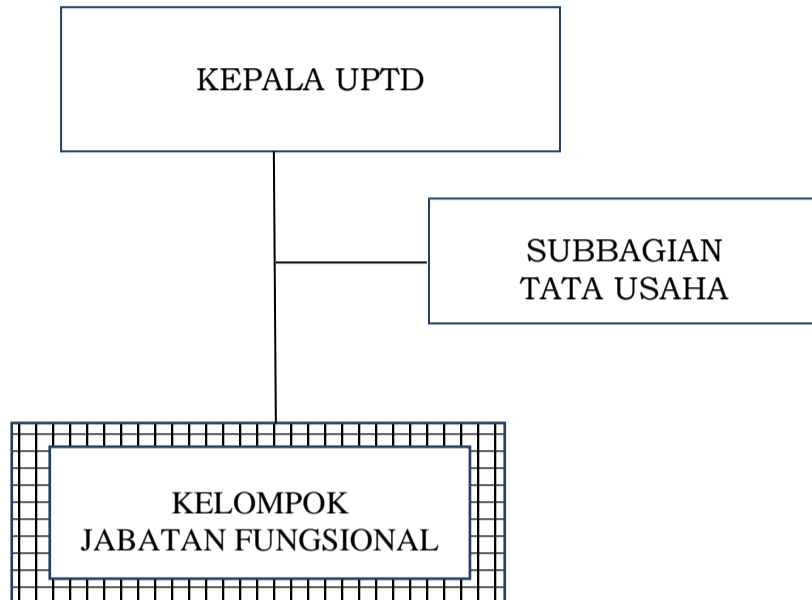 KEPALA UPTD
SUBBAGIAN
TATA USAHA
KELOMPOK
JABATAN FUNGSIONAL